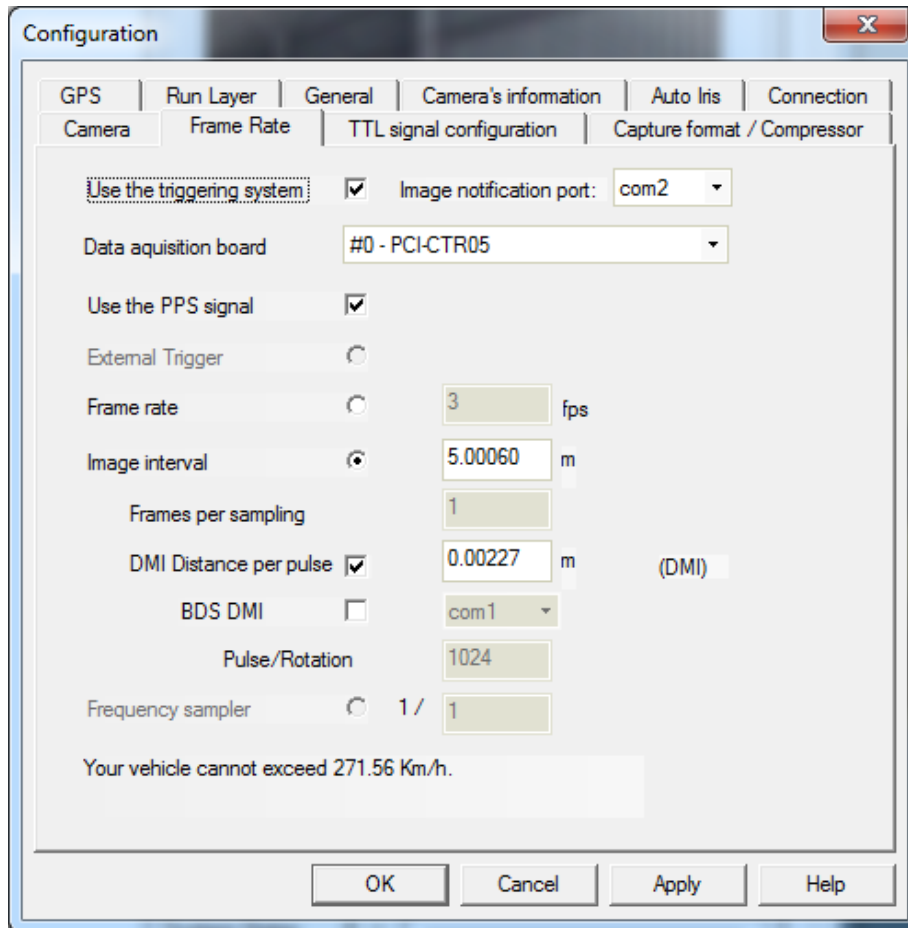 Configuration
GPS Run Layer General Camera's information Auto Iris Connection
Camera Frame Rate TTL signal configuration Capture format / Compressor
Use the triggering system Image notification port: com2
Data aquisition board #0 - PCI-CTR05
Use the PPS signal
External Trigger
Frame rate 3 fps
Image interval 5.00060 m
Frames per sampling 1
DMI Distance per pulse 0.00227 m (DMI)
BDS DMI com1
Pulse/Rotation 1024
Frequency sampler 1 / 1
Your vehicle cannot exceed 271.56 Km/h.
OK Cancel Apply Help